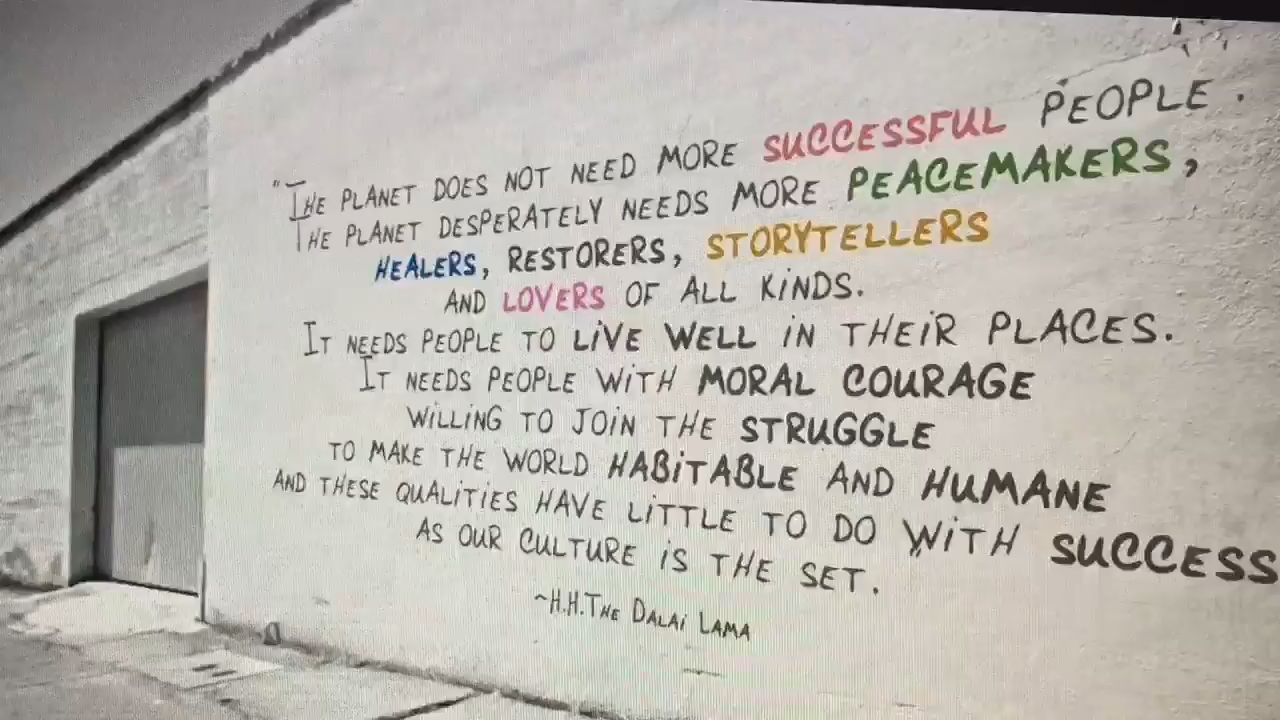 "The planet does not need more SUCCESSFUL people.
The planet desperately needs more PEACEMAKERS,
HEALERS, RESTORERS, STORYTELLERS
AND LOVERS OF ALL KiNDS.
IT NEEDS PEOPLE TO LiVE WELL iN THEiR PLACES.
IT NEEDS PEOPLE WiTH MORAL COURAGE
WiLLiNG TO JOiN THE STRUGGLE
TO MAKE THE WORLD HABiTABLE AND HUMANE
AND THESE QUALiTiES HAVE LiTTLE TO DO WiTH SUCCESS
AS OUR CULTURE iS THE SET.
~H.H.THE DALAi LAMA